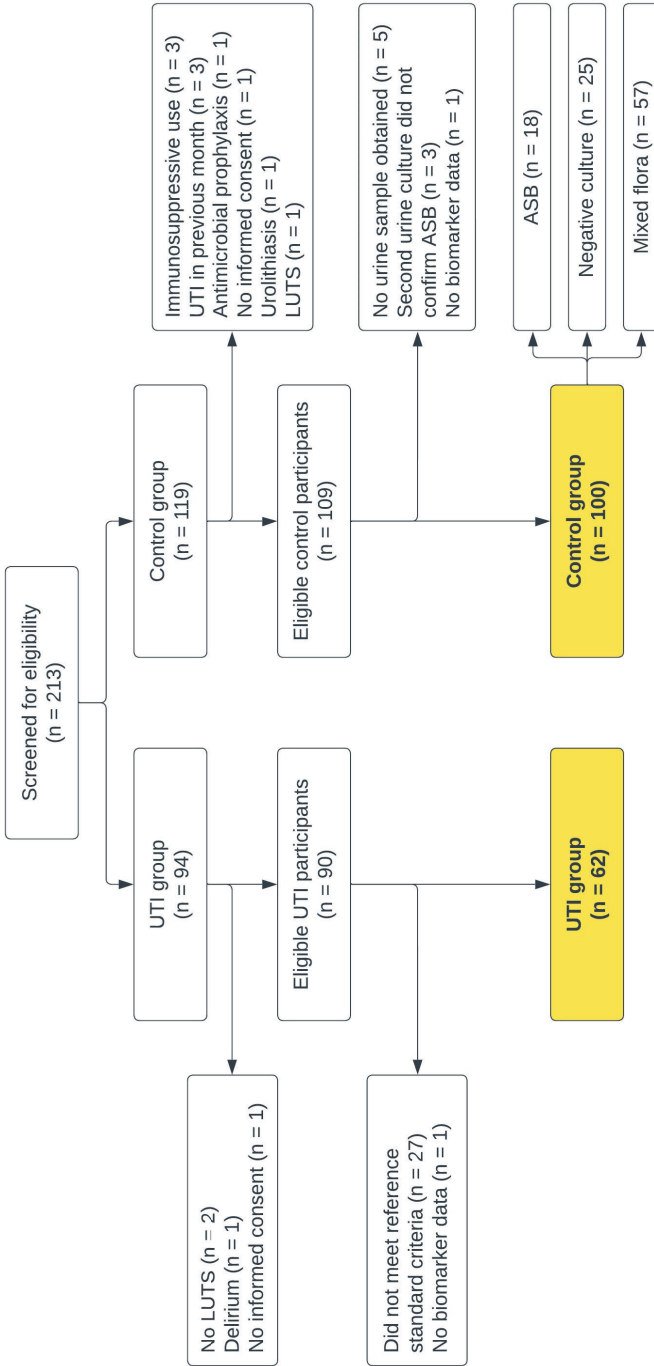 Screened for eligibility
(n = 213)
UTI group
(n = 94)
Control group
(n = 119)
No LUTS (n = 2)
Delirium (n = 1)
No informed consent (n = 1)
Immunosuppressive use (n = 3)
UTI in previous month (n = 3)
Antimicrobial prophylaxis (n = 1)
No informed consent (n = 1)
Urolithiasis (n = 1)
LUTS (n = 1)
Eligible UTI participants
(n = 90)
Eligible control participants
(n = 109)
Did not meet reference
standard criteria (n = 27)
No biomarker data (n = 1)
No urine sample obtained (n = 5)
Second urine culture did not
confirm ASB (n = 3)
No biomarker data (n = 1)
UTI group
(n = 62)
Control group
(n = 100)
ASB (n = 18)
Negative culture (n = 25)
Mixed flora (n = 57)